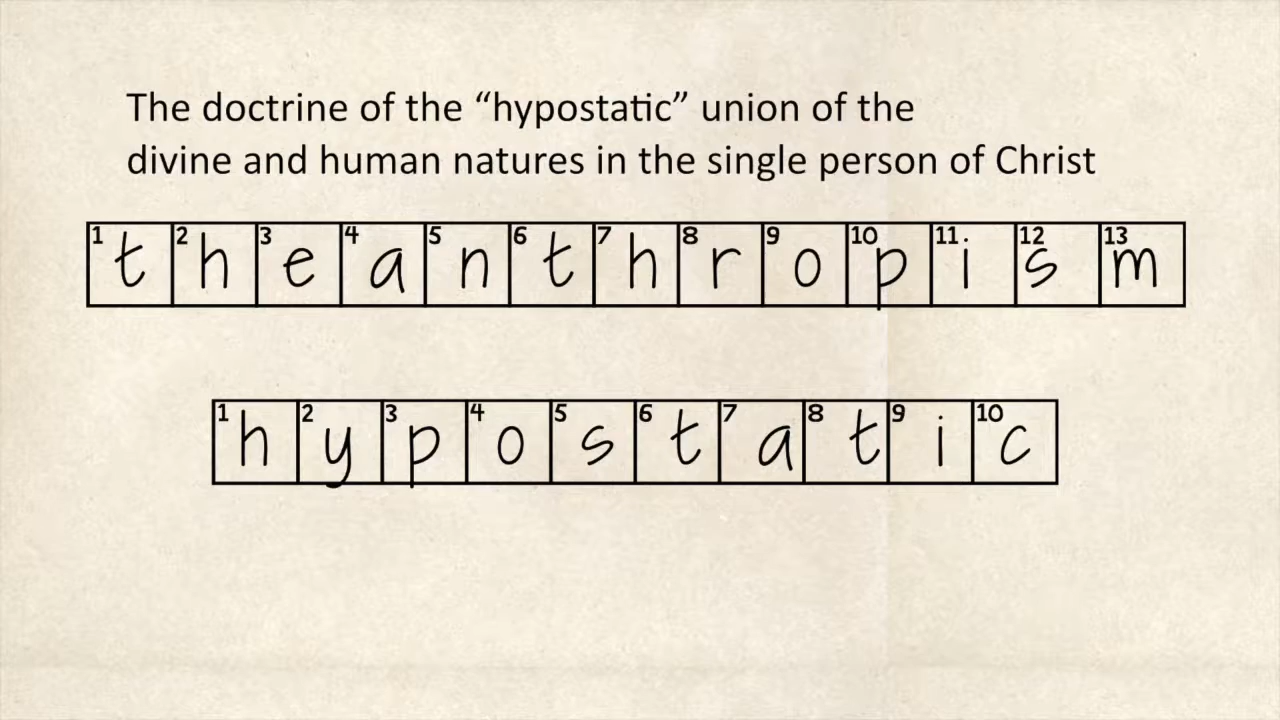 The doctrine of the “hypostatic” union of the
divine and human natures in the single person of Christ
1 t 2 h 3 e 4 a 5 n 6 t 7 h 8 r 9 o 10 p 11 i 12 s 13 m
1 h 2 y 3 p 4 o 5 s 6 t 7 a 8 t 9 i 10 c